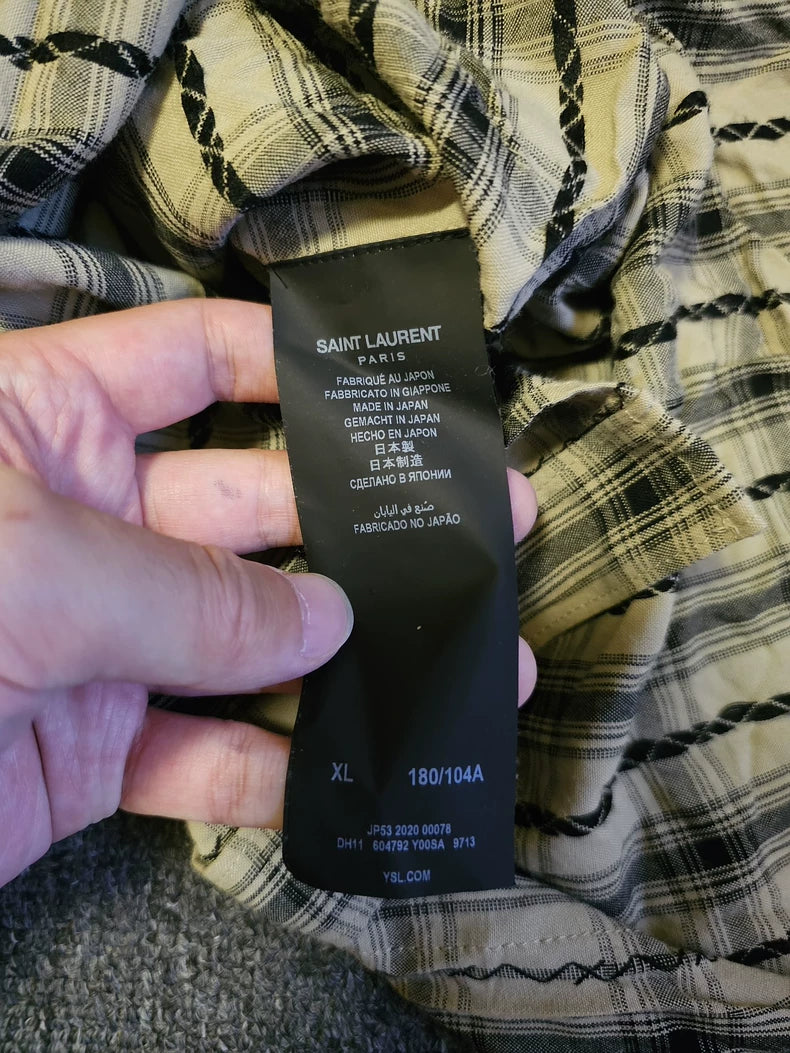 SAINT LAURENT
PARIS
FABRIQUÉ AU JAPON
FABBRICATO IN GIAPPONE
MADE IN JAPAN
GEMACHT IN JAPAN
HECHO EN JAPON
日本製
日本制造
СДЕЛАНО В ЯПОНИИ
صُنع في اليابان
FABRICADO NO JAPÃO
XL 180/104A
JP53 2020 00078
DH11 604792 Y00SA 9713
YSL.COM